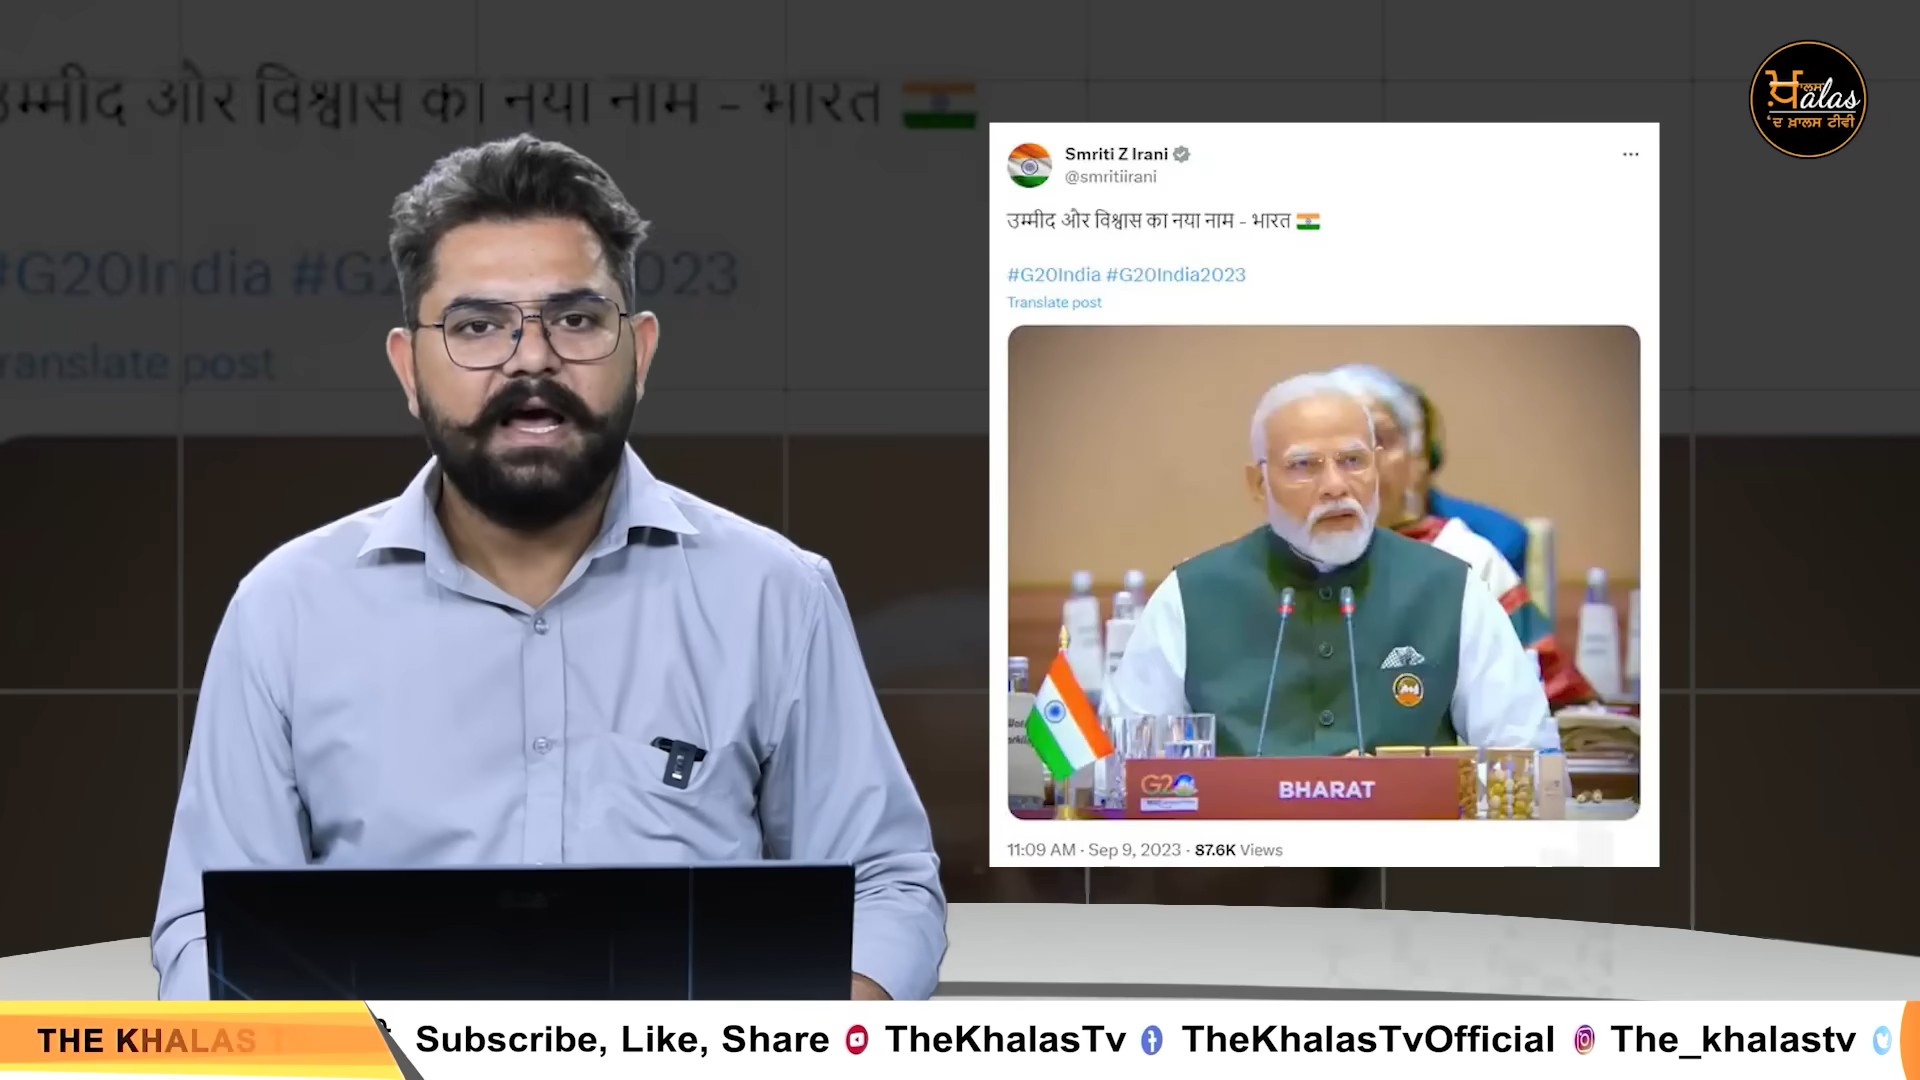 उम्मीद और विश्वास का नया नाम - भारत
#G20India
ranslate post
ਖ਼ਾਲਸ
alas
'ਦ ਖ਼ਾਲਸ ਟੀਵੀ
Smriti Z Irani
@smritiirani
उम्मीद और विश्वास का नया नाम - भारत 🇮🇳
#G20India #G20India2023
Translate post
G20
BHARAT
11:09 AM · Sep 9, 2023 · 87.6K Views
THE KHALAS
Subscribe, Like, Share TheKhalasTv TheKhalasTvOfficial The_khalastv